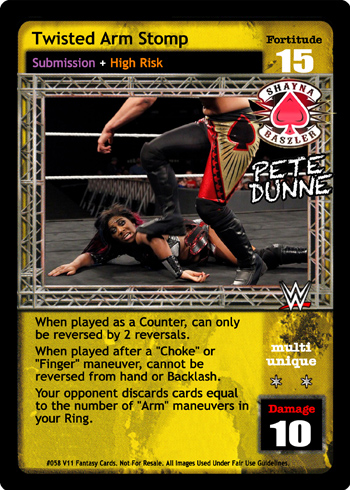 Twisted Arm Stomp
Fortitude
15
Submission + High Risk
SHAYNA
BASZLER
PETE
DUNNE
W
When played as a Counter, can only
be reversed by 2 reversals.
When played after a "Choke" or
"Finger" maneuver, cannot be
reversed from hand or Backlash.
Your opponent discards cards equal
to the number of "Arm" maneuvers in
your Ring.
multi
unique
Damage
10
#058 V11 Fantasy Cards. Not For Resale. All Images Used Under Fair Use Guidelines.